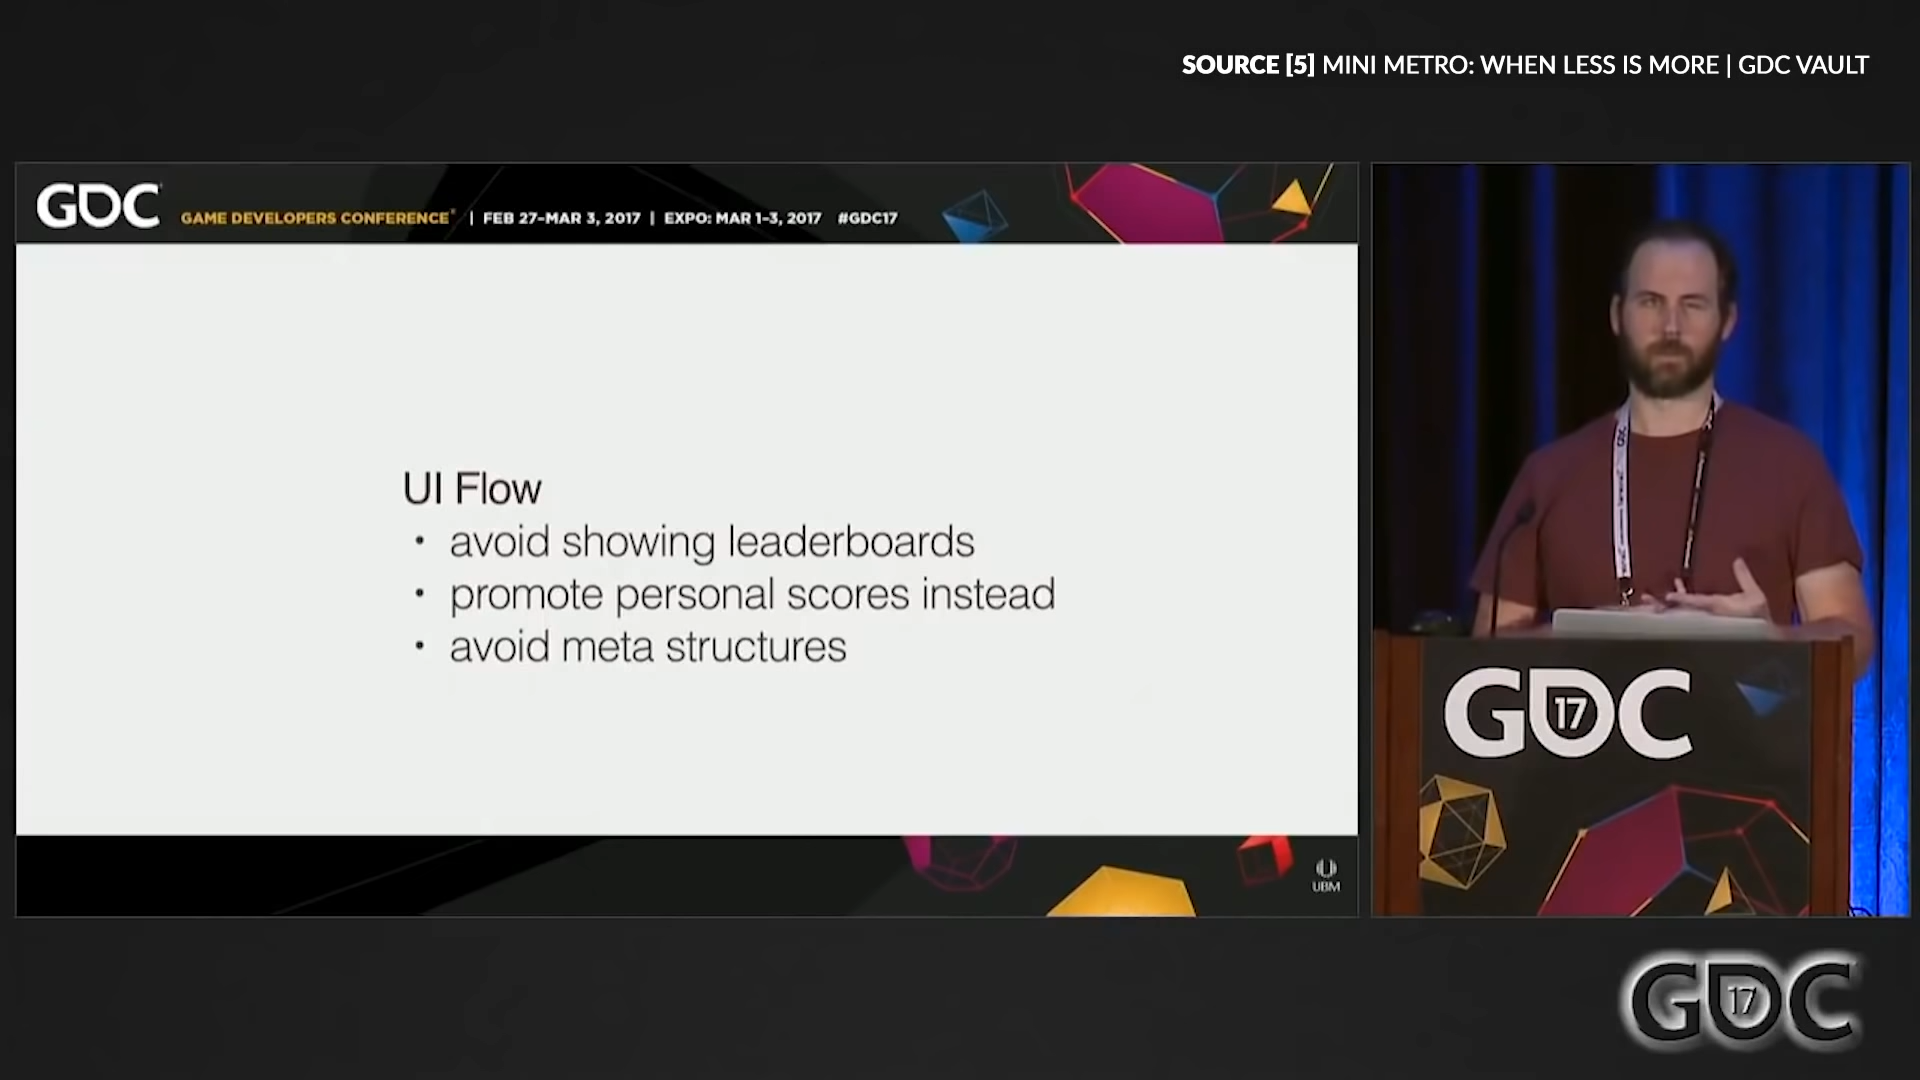 SOURCE [5] MINI METRO: WHEN LESS IS MORE | GDC VAULT
GDC GAME DEVELOPERS CONFERENCE® | FEB 27–MAR 3, 2017 | EXPO: MAR 1–3, 2017 #GDC17
UI Flow
• avoid showing leaderboards
• promote personal scores instead
• avoid meta structures
UBM
GDC 17
GDC 17